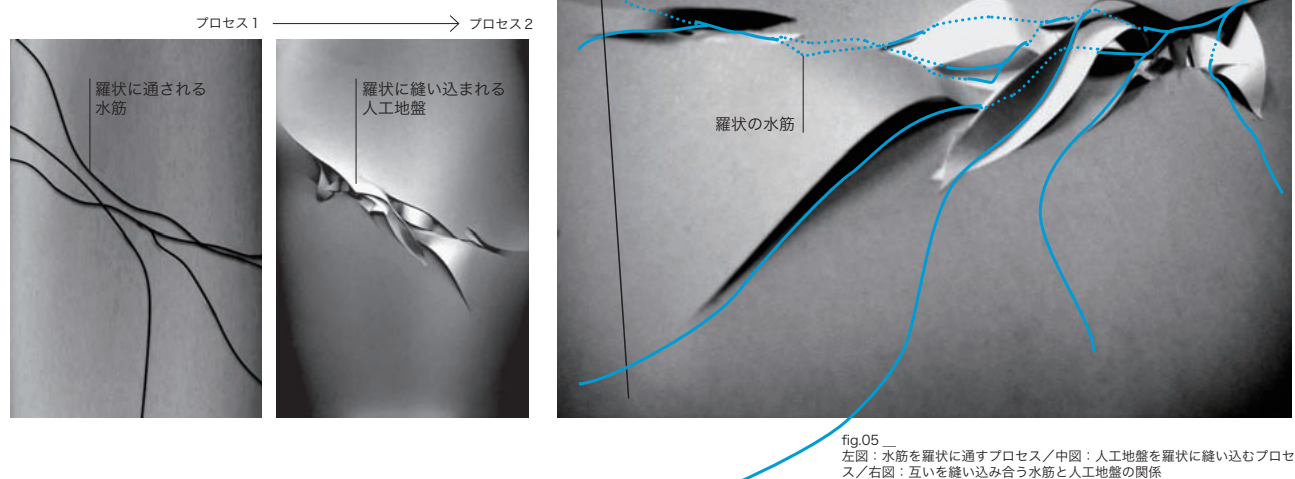 プロセス1
プロセス2
羅状に通される
水筋
羅状に縫い込まれる
人工地盤
羅状の水筋
fig.05 _
左図：水筋を羅状に通すプロセス／中図：人工地盤を羅状に縫い込むプロセ
ス／右図：互いを縫い込み合う水筋と人工地盤の関係